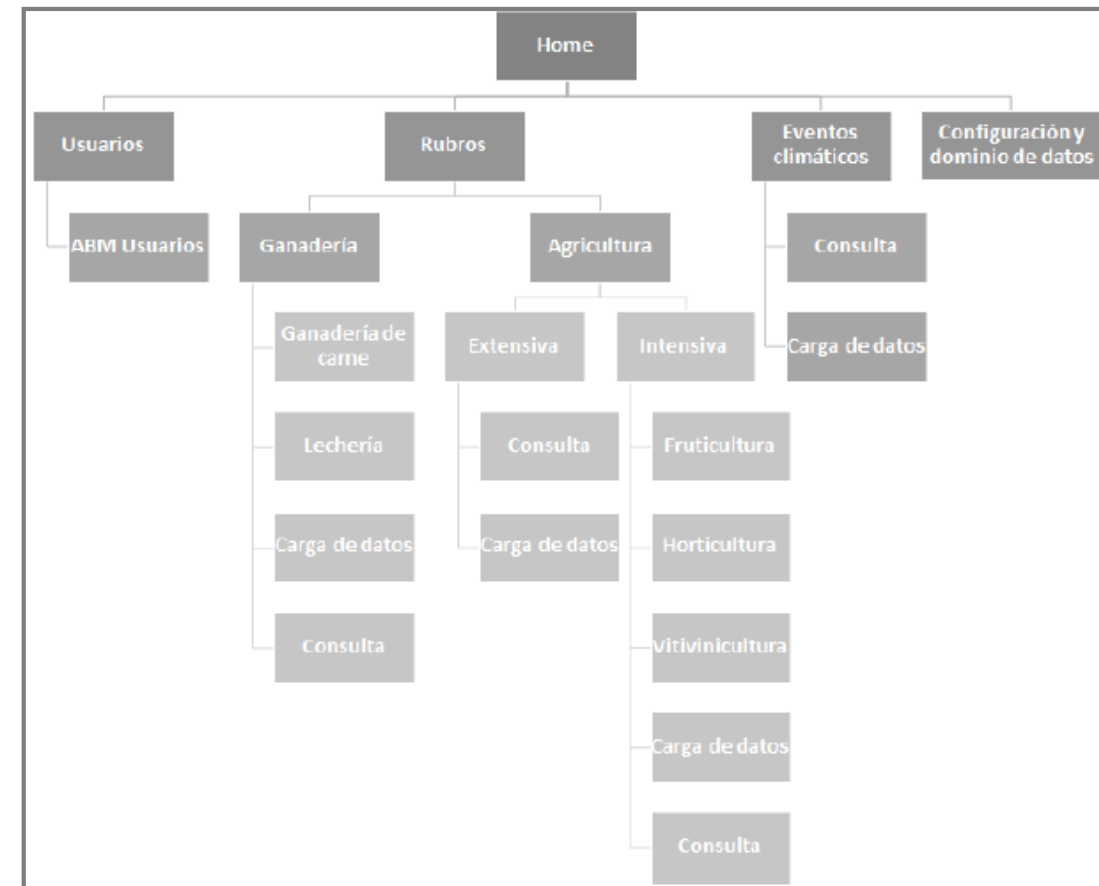 Home
Usuarios
Rubros
Eventos
climáticos
Configuración y
dominio de datos
ABM Usuarios
Ganadería
Agricultura
Consulta
Ganadería de
carne
Extensiva
Intensiva
Carga de datos
Lechería
Consulta
Fruticultura
Carga de datos
Carga de datos
Horticultura
Consulta
Vitivinicultura
Carga de datos
Consulta